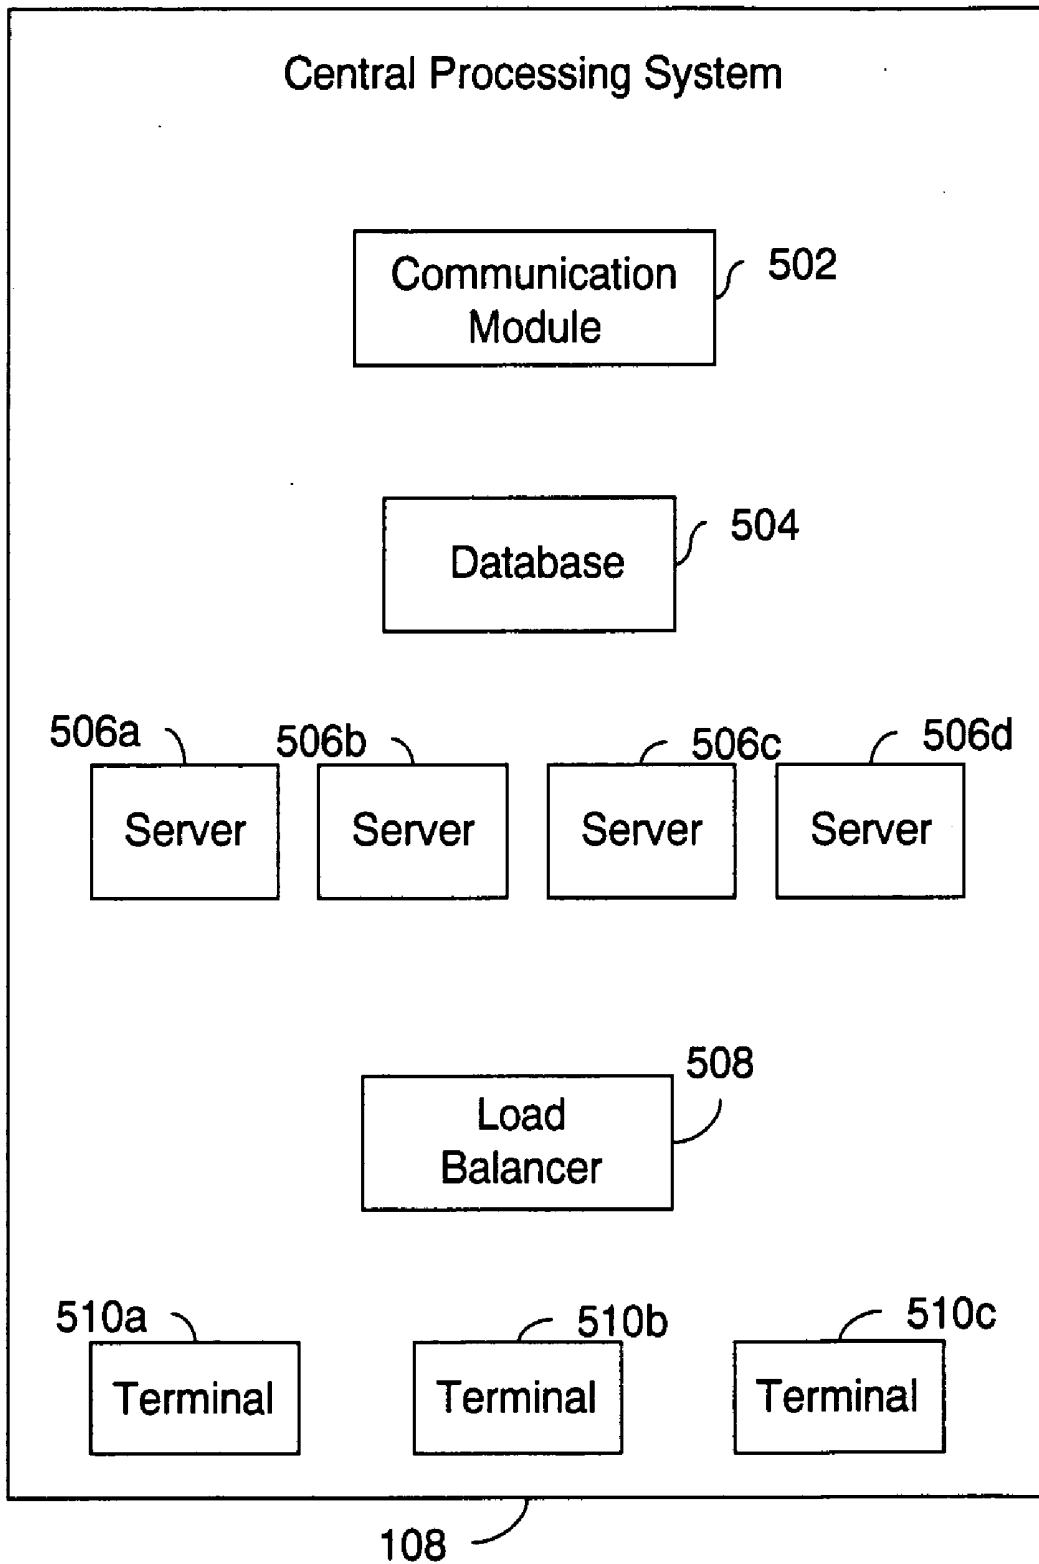 Central Processing System
Communication
Module
502
Database
504
506a
506b
506c
506d
Server
Server
Server
Server
508
Load
Balancer
510a
510b
510c
Terminal
Terminal
Terminal
108